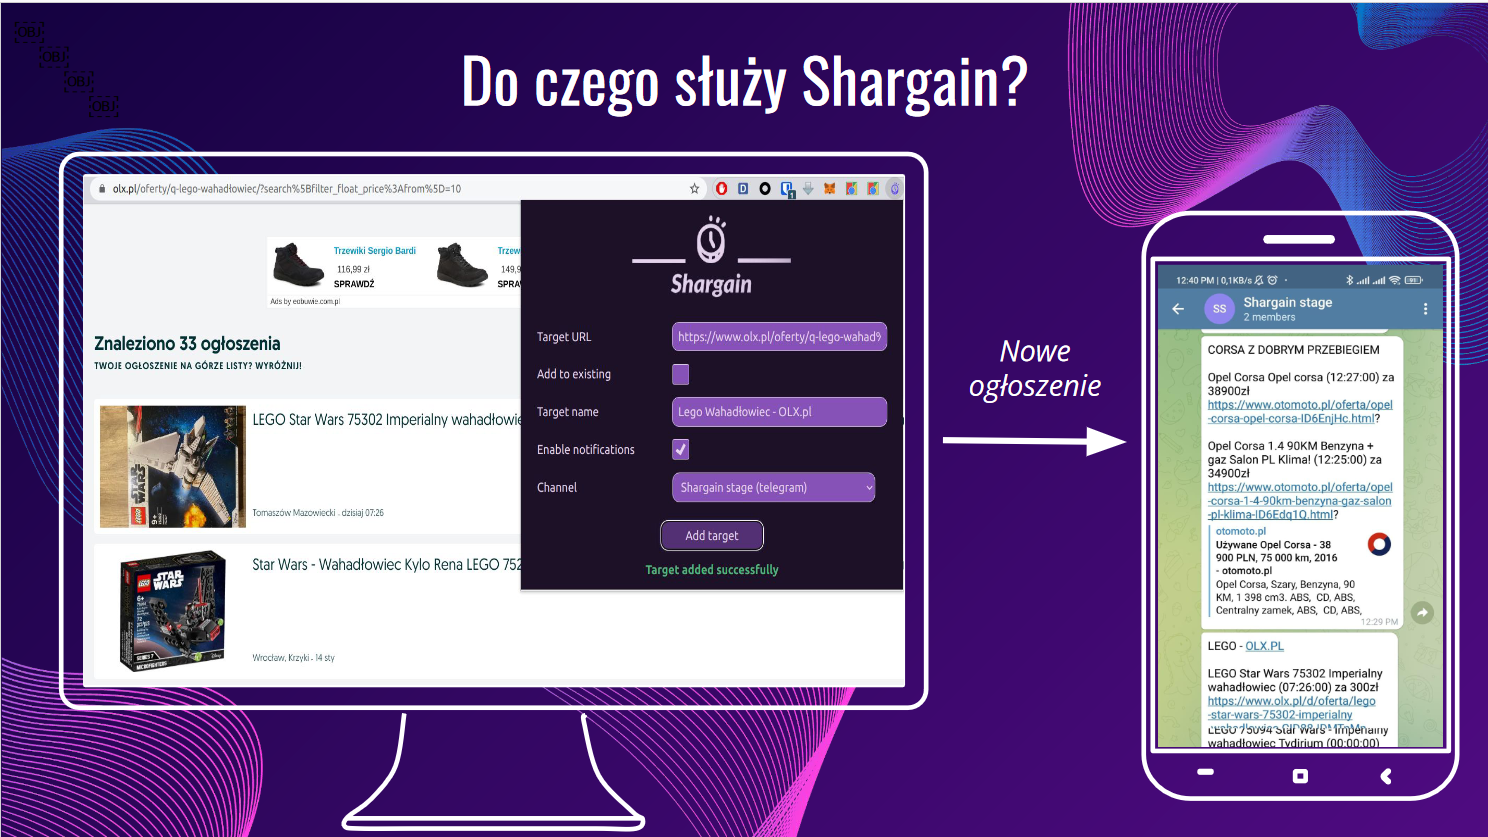 OBJ
OBJ
OBJ
OBJ
Do czego służy Shargain?
olx.pl/oferty/q-lego-wahadłowiec/?search%5Bfilter_float_price%3Afrom%5D=10
1
Trzewiki Sergio Bardi
116,99 zł
SPRAWDŹ
Trzew
149,9
SPRA
Ads by eobuwie.com.pl
Znaleziono 33 ogłoszenia
TWOJE OGŁOSZENIE NA GÓRZE LISTY? WYRÓŻNIJ!
LEGO Star Wars 75302 Imperialny wahadłowie
Tomaszów Mazowiecki . dzisiaj 07:26
Star Wars - Wahadłowiec Kylo Rena LEGO 752
Wrocław, Krzyki . 14 sty
Shargain
Target URL
https://www.olx.pl/oferty/q-lego-wahad%
Add to existing
Target name
Lego Wahadłowiec - OLX.pl
Enable notifications
Channel
Shargain stage (telegram)
Add target
Target added successfully
Nowe
ogłoszenie
12:40 PM | 0,1KB/s
SS
Shargain stage
2 members
CORSA Z DOBRYM PRZEBIEGIEM
Opel Corsa Opel corsa (12:27:00) za
38900zł
https://www.otomoto.pl/oferta/opel
-corsa-opel-corsa-ID6EnjHc.html?
Opel Corsa 1.4 90KM Benzyna +
gaz Salon PL Klima! (12:25:00) za
34900zł
https://www.otomoto.pl/oferta/opel
-corsa-1-4-90km-benzyna-gaz-salon
-pl-klima-ID6Edq1Q.html?
otomoto.pl
Używane Opel Corsa - 38
900 PLN, 75 000 km, 2016
- otomoto.pl
Opel Corsa, Szary, Benzyna, 90
KM, 1 398 cm3. ABS, CD, ABS,
Centralny zamek, ABS, CD, ABS,
12:29 PM
LEGO - OLX.PL
LEGO Star Wars 75302 Imperialny
wahadłowiec (07:26:00) za 300zł
https://www.olx.pl/d/oferta/lego
-star-wars-75302-imperialny
LEGO 75094 Star Wars - Imperialny
wahadłowiec Tydirium (00:00:00)